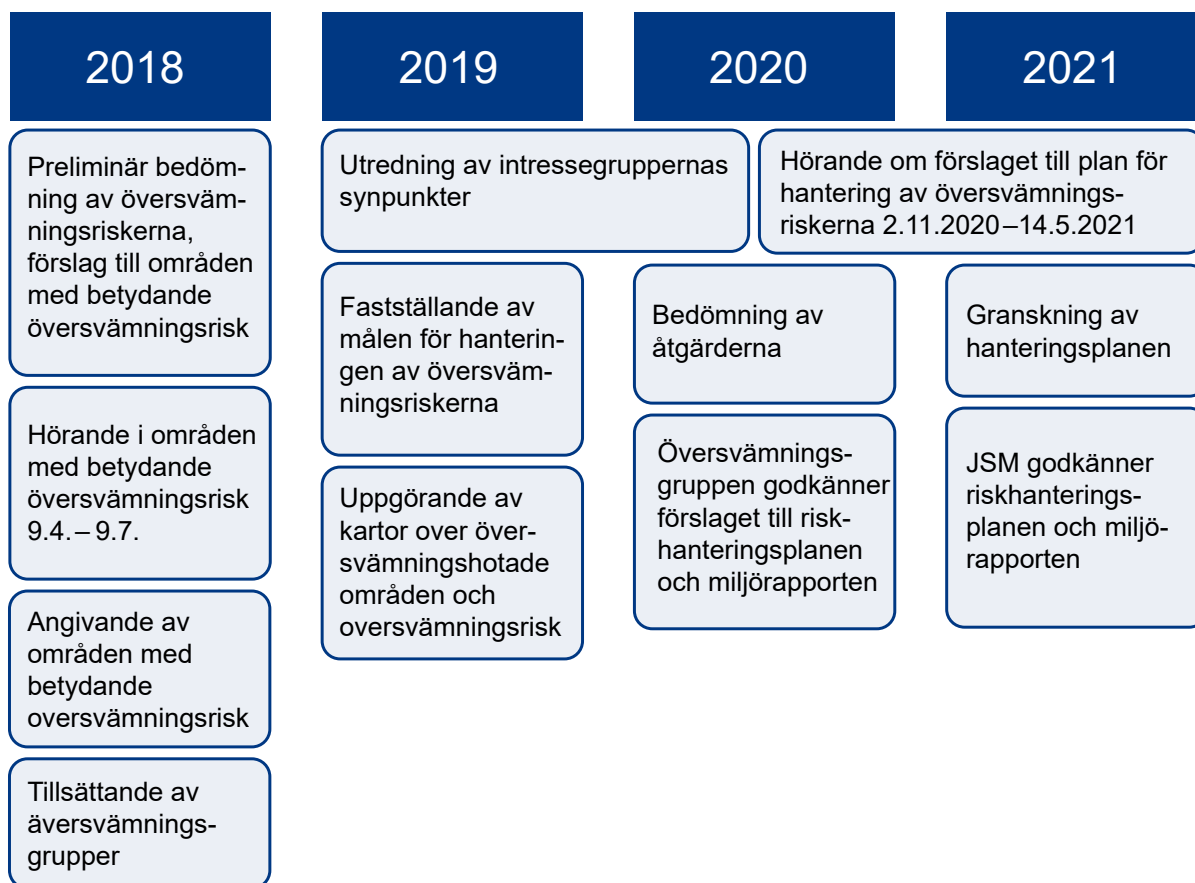 2018
Preliminär bedöm-
ning av översväm-
ningsriskerna,
förslag till områden
med betydande
översvämningsrisk
Hörande i områden
med betydande
översvämningsrisk
9.4. – 9.7.
Angivande av
områden med
betydande
oversvämningsrisk
Tillsättande av
äversvämnings-
grupper
2019
2020
2021
Utredning av intressegruppernas
synpunkter
Hörande om förslaget till plan för
hantering av översvämnings-
riskerna 2.11.2020 – 14.5.2021
Fastställande av
målen för hanterin-
gen av översväm-
ningsriskerna
Uppgörande av
kartor over över-
svämningshotade
områden och
oversvämningsrisk
Bedömning av
åtgärderna
Översvämnings-
gruppen godkänner
förslaget till risk-
hanteringsplanen
och miljörapporten
Granskning av
hanteringsplanen
JSM godkänner
riskhanterings-
planen och miljö-
rapporten